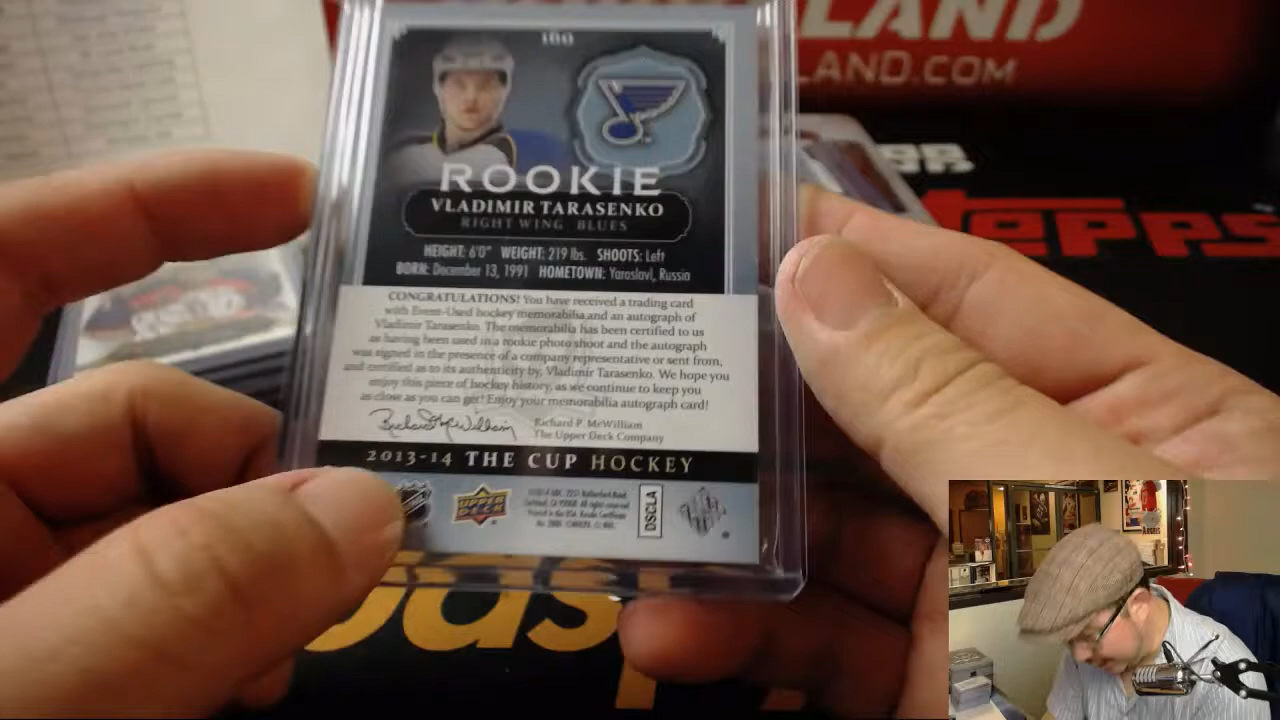 LAND
LAND.COM
TOPPS
160
ROOKIE
VLADIMIR TARASENKO
RIGHT WING BLUES
HEIGHT: 6'0" WEIGHT: 219 lbs. SHOOTS: Left
BORN: December 13, 1991 HOMETOWN: Yaroslavl, Russia
CONGRATULATIONS! You have received a trading card
with Event-Used hockey memorabilia and an autograph of
Vladimir Tarasenko. The memorabilia has been certified to us
as having been used in a rookie photo shoot and the autograph
was signed in the presence of a company representative or sent from,
and certified as to its authenticity by, Vladimir Tarasenko. We hope you
enjoy this piece of hockey history, as we continue to keep you
as close as you can get! Enjoy your memorabilia autograph card!
Richard P. McWilliam
Richard P. McWilliam
The Upper Deck Company
2013-14 THE CUP HOCKEY
NHL
UPPER
DECK
DSCLA